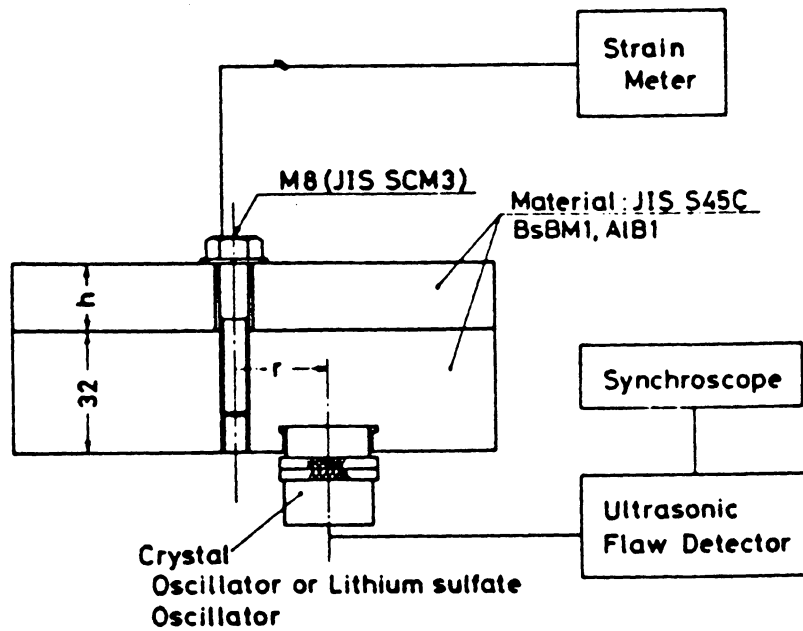 Strain
Meter
M8 (JIS SCM3)
Material: JIS S45C
BsBM1, AlB1
h
32
r
Synchroscope
Ultrasonic
Flaw Detector
Crystal
Oscillator or Lithium sulfate
Oscillator